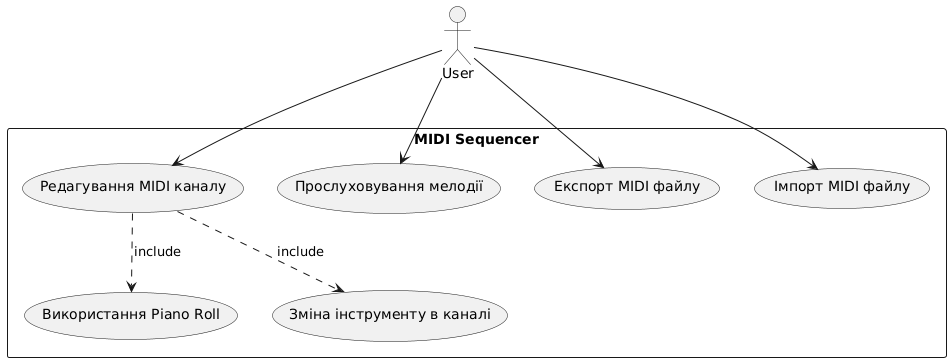 User
MIDI Sequencer
Редагування MIDI каналу
Прослуховування мелодії
Експорт MIDI файлу
Імпорт MIDI файлу
include
include
Використання Piano Roll
Зміна інструменту в каналі